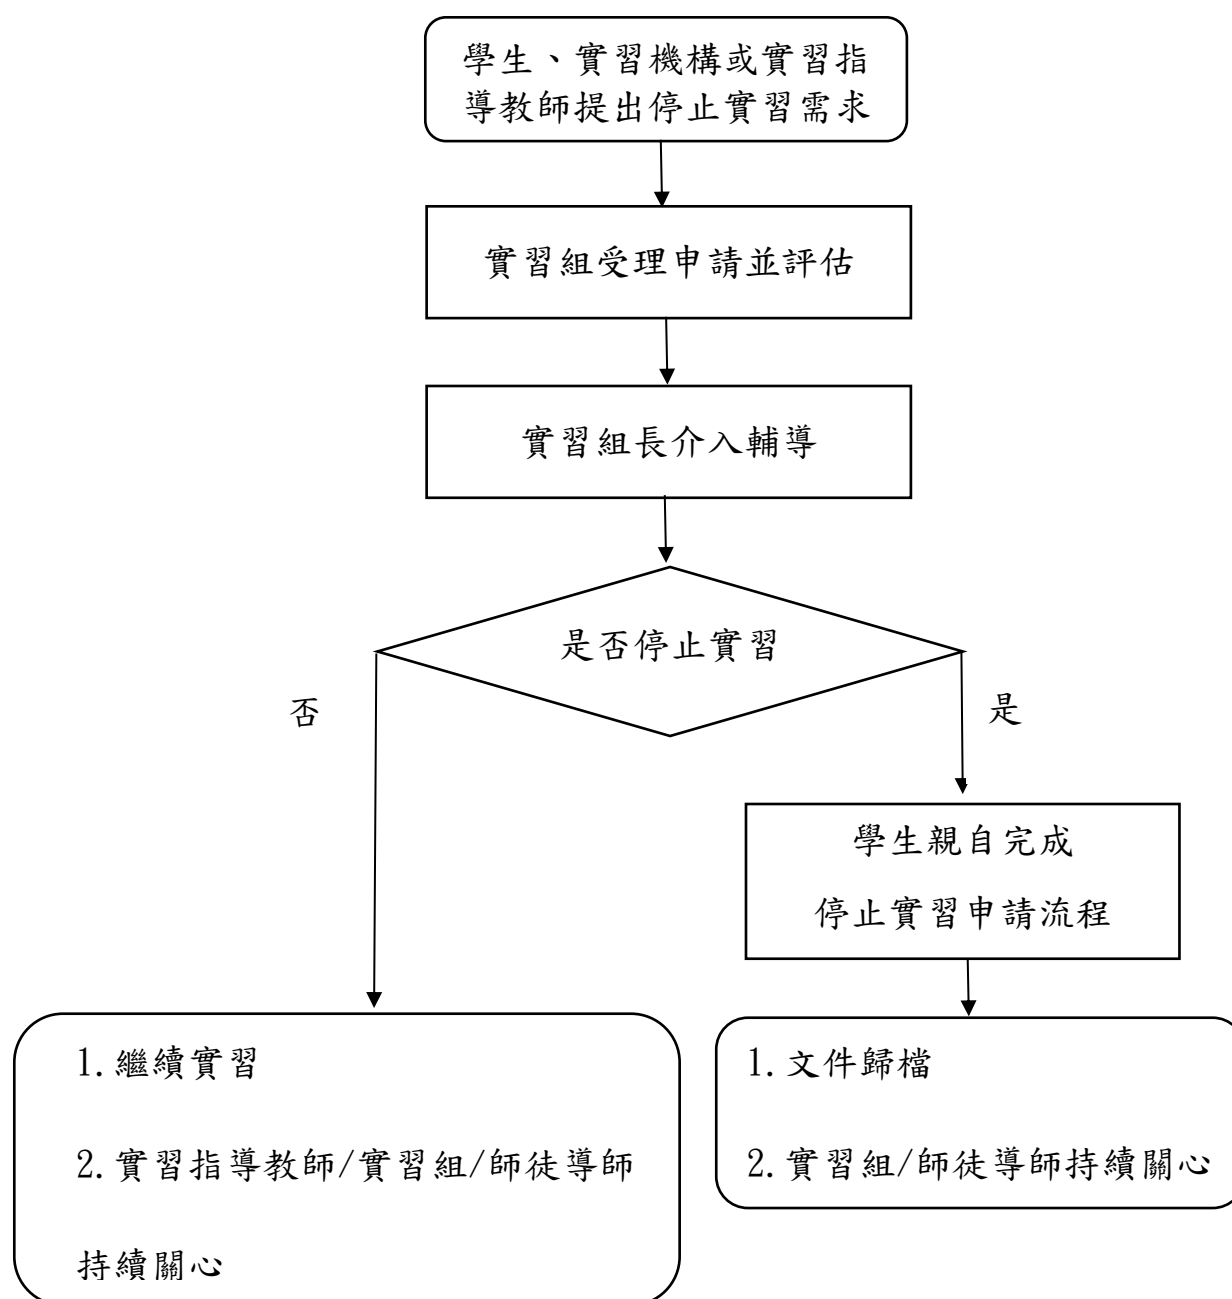 學生、實習機構或實習指
導教師提出停止實習需求
實習組受理申請並評估
實習組長介入輔導
是否停止實習
否
是
學生親自完成
停止實習申請流程
1.繼續實習
2.實習指導教師/實習組/師徒導師
持續關心
1.文件歸檔
2.實習組/師徒導師持續關心